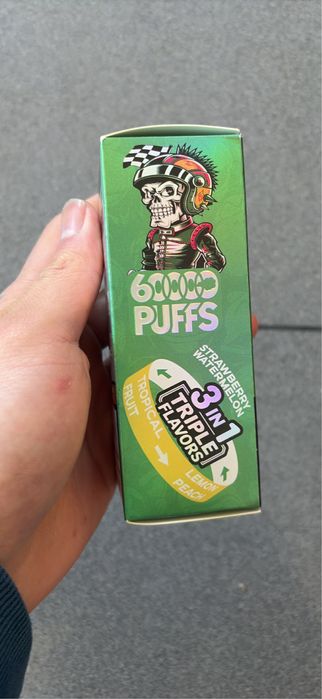 60000
PUFFS
STRAWBERRY
WATERMELON
3 IN 1
TRIPLE
FLAVORS
TROPICAL
FRUIT
LEMON
PEACH